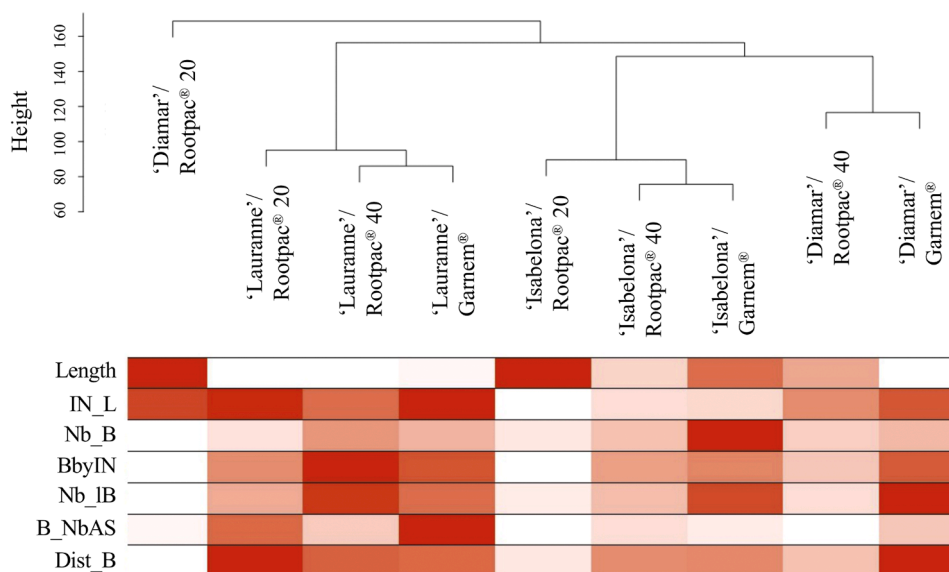 Height
60
80
100
120
140
160
‘Diamar’/
Rootpac® 20
‘Lauranne’/
Rootpac® 20
‘Lauranne’/
Rootpac® 40
‘Lauranne’/
Garnem®
‘Isabelona’/
Rootpac® 20
‘Isabelona’/
Rootpac® 40
‘Isabelona’/
Garnem®
‘Diamar’/
Rootpac® 40
‘Diamar’/
Garnem®
Length
IN_L
Nb_B
BbyIN
Nb_lB
B_NbAS
Dist_B